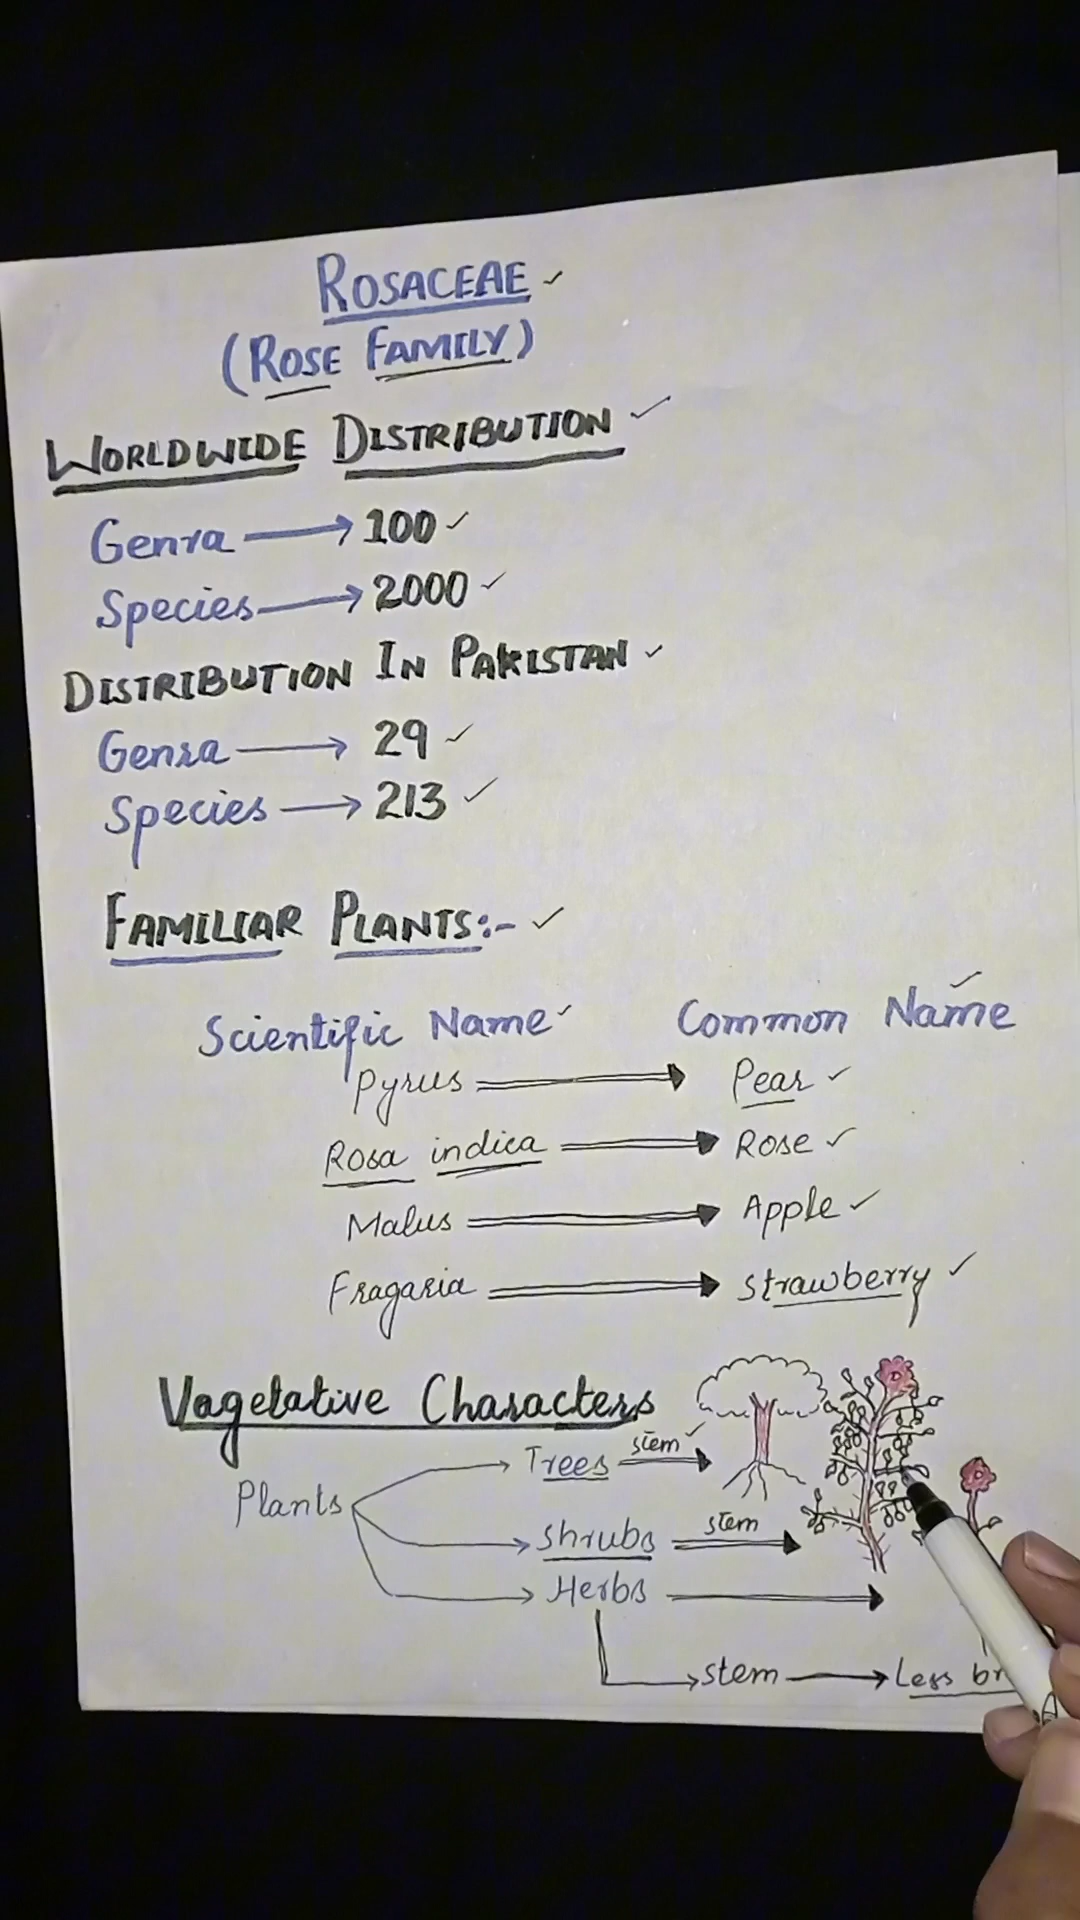 ROSACEAE
(ROSE FAMILY)
WORLDWIDE DISTRIBUTION
Genra → 100
Species → 2000
DISTRIBUTION IN PAKISTAN
Genra → 29
Species → 213
FAMILIAR PLANTS:-
Scientific Name Common Name
Pyrus → Pear
Rosa indica → Rose
Malus → Apple
Fragaria → strawberry
Vagetative Characters
Trees stem →
Plants
shrubs stem →
Herbs →
stem → Less